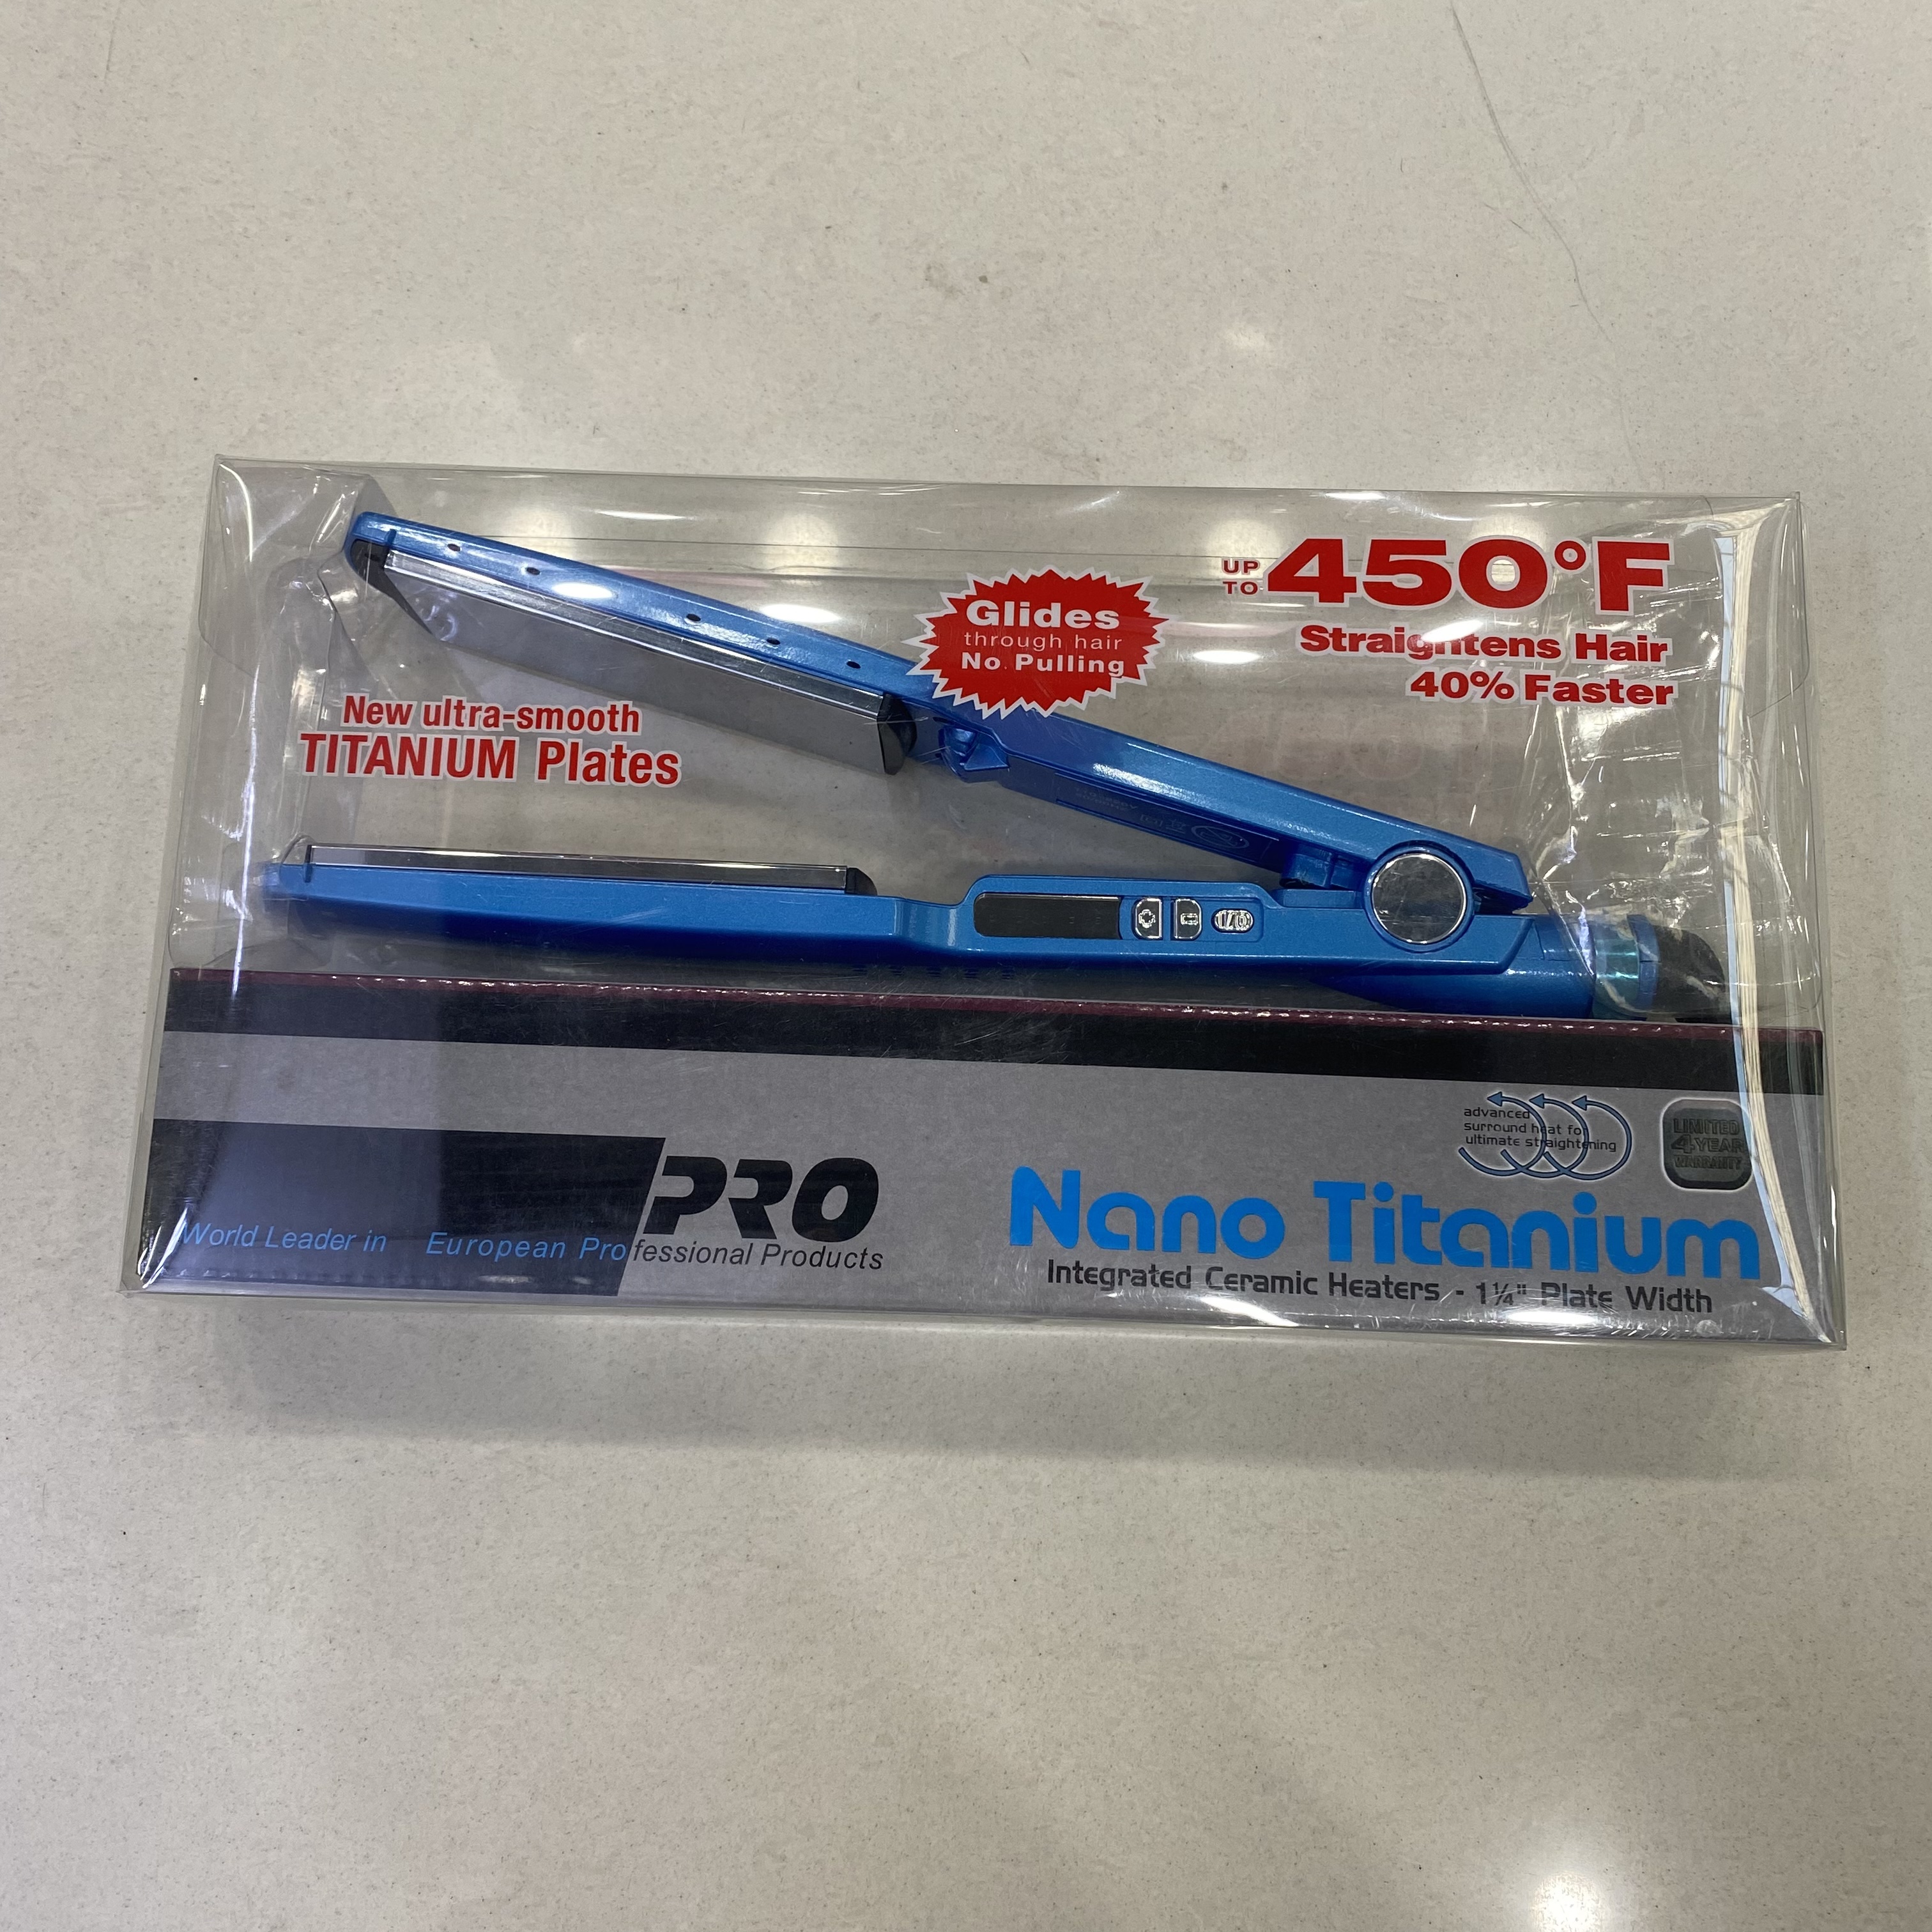 UP
TO
450°F
Straightens Hair
40% Faster
Glides
through hair
No Pulling
New ultra-smooth
TITANIUM Plates
I/O
advanced
surround heat for
ultimate straightening
LIMITED
4 YEAR
WARRANTY
PRO
World Leader in European Professional Products
Nano Titanium
Integrated Ceramic Heaters - 1¼" Plate Width